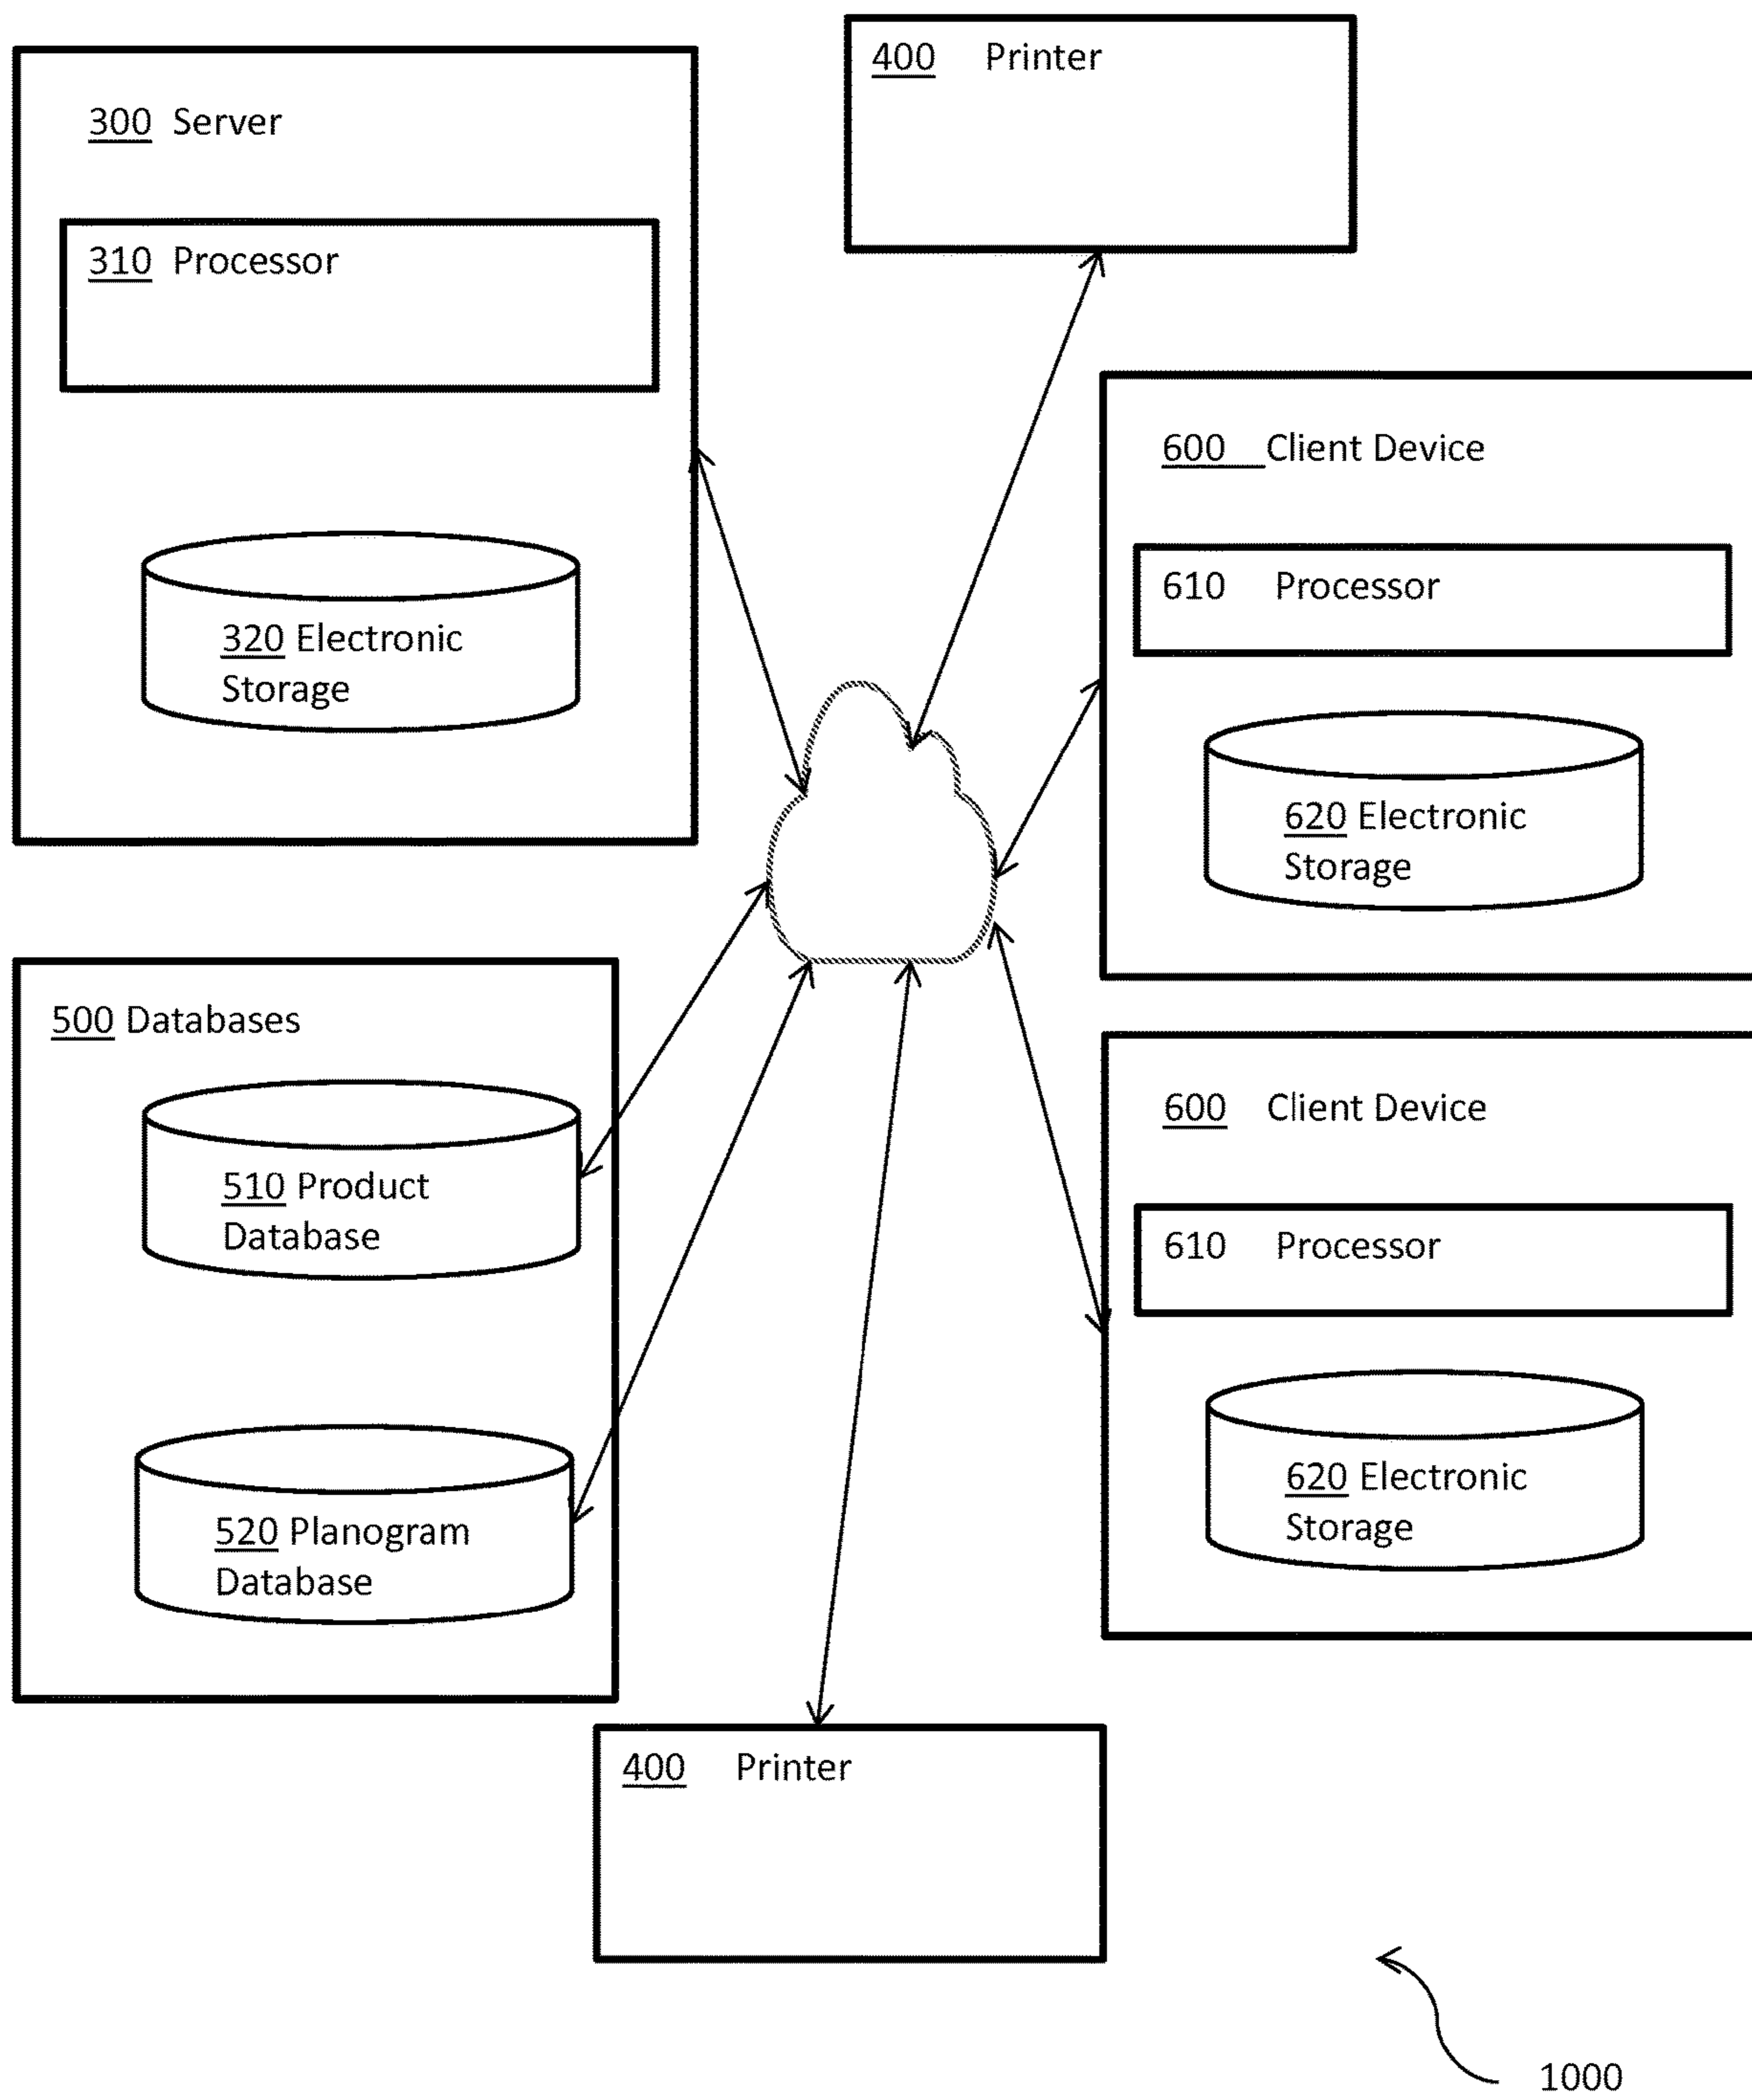 400 Printer
300 Server
310 Processor
320 Electronic
Storage
600 Client Device
610 Processor
620 Electronic
Storage
500 Databases
510 Product
Database
520 Planogram
Database
600 Client Device
610 Processor
620 Electronic
Storage
400 Printer
1000